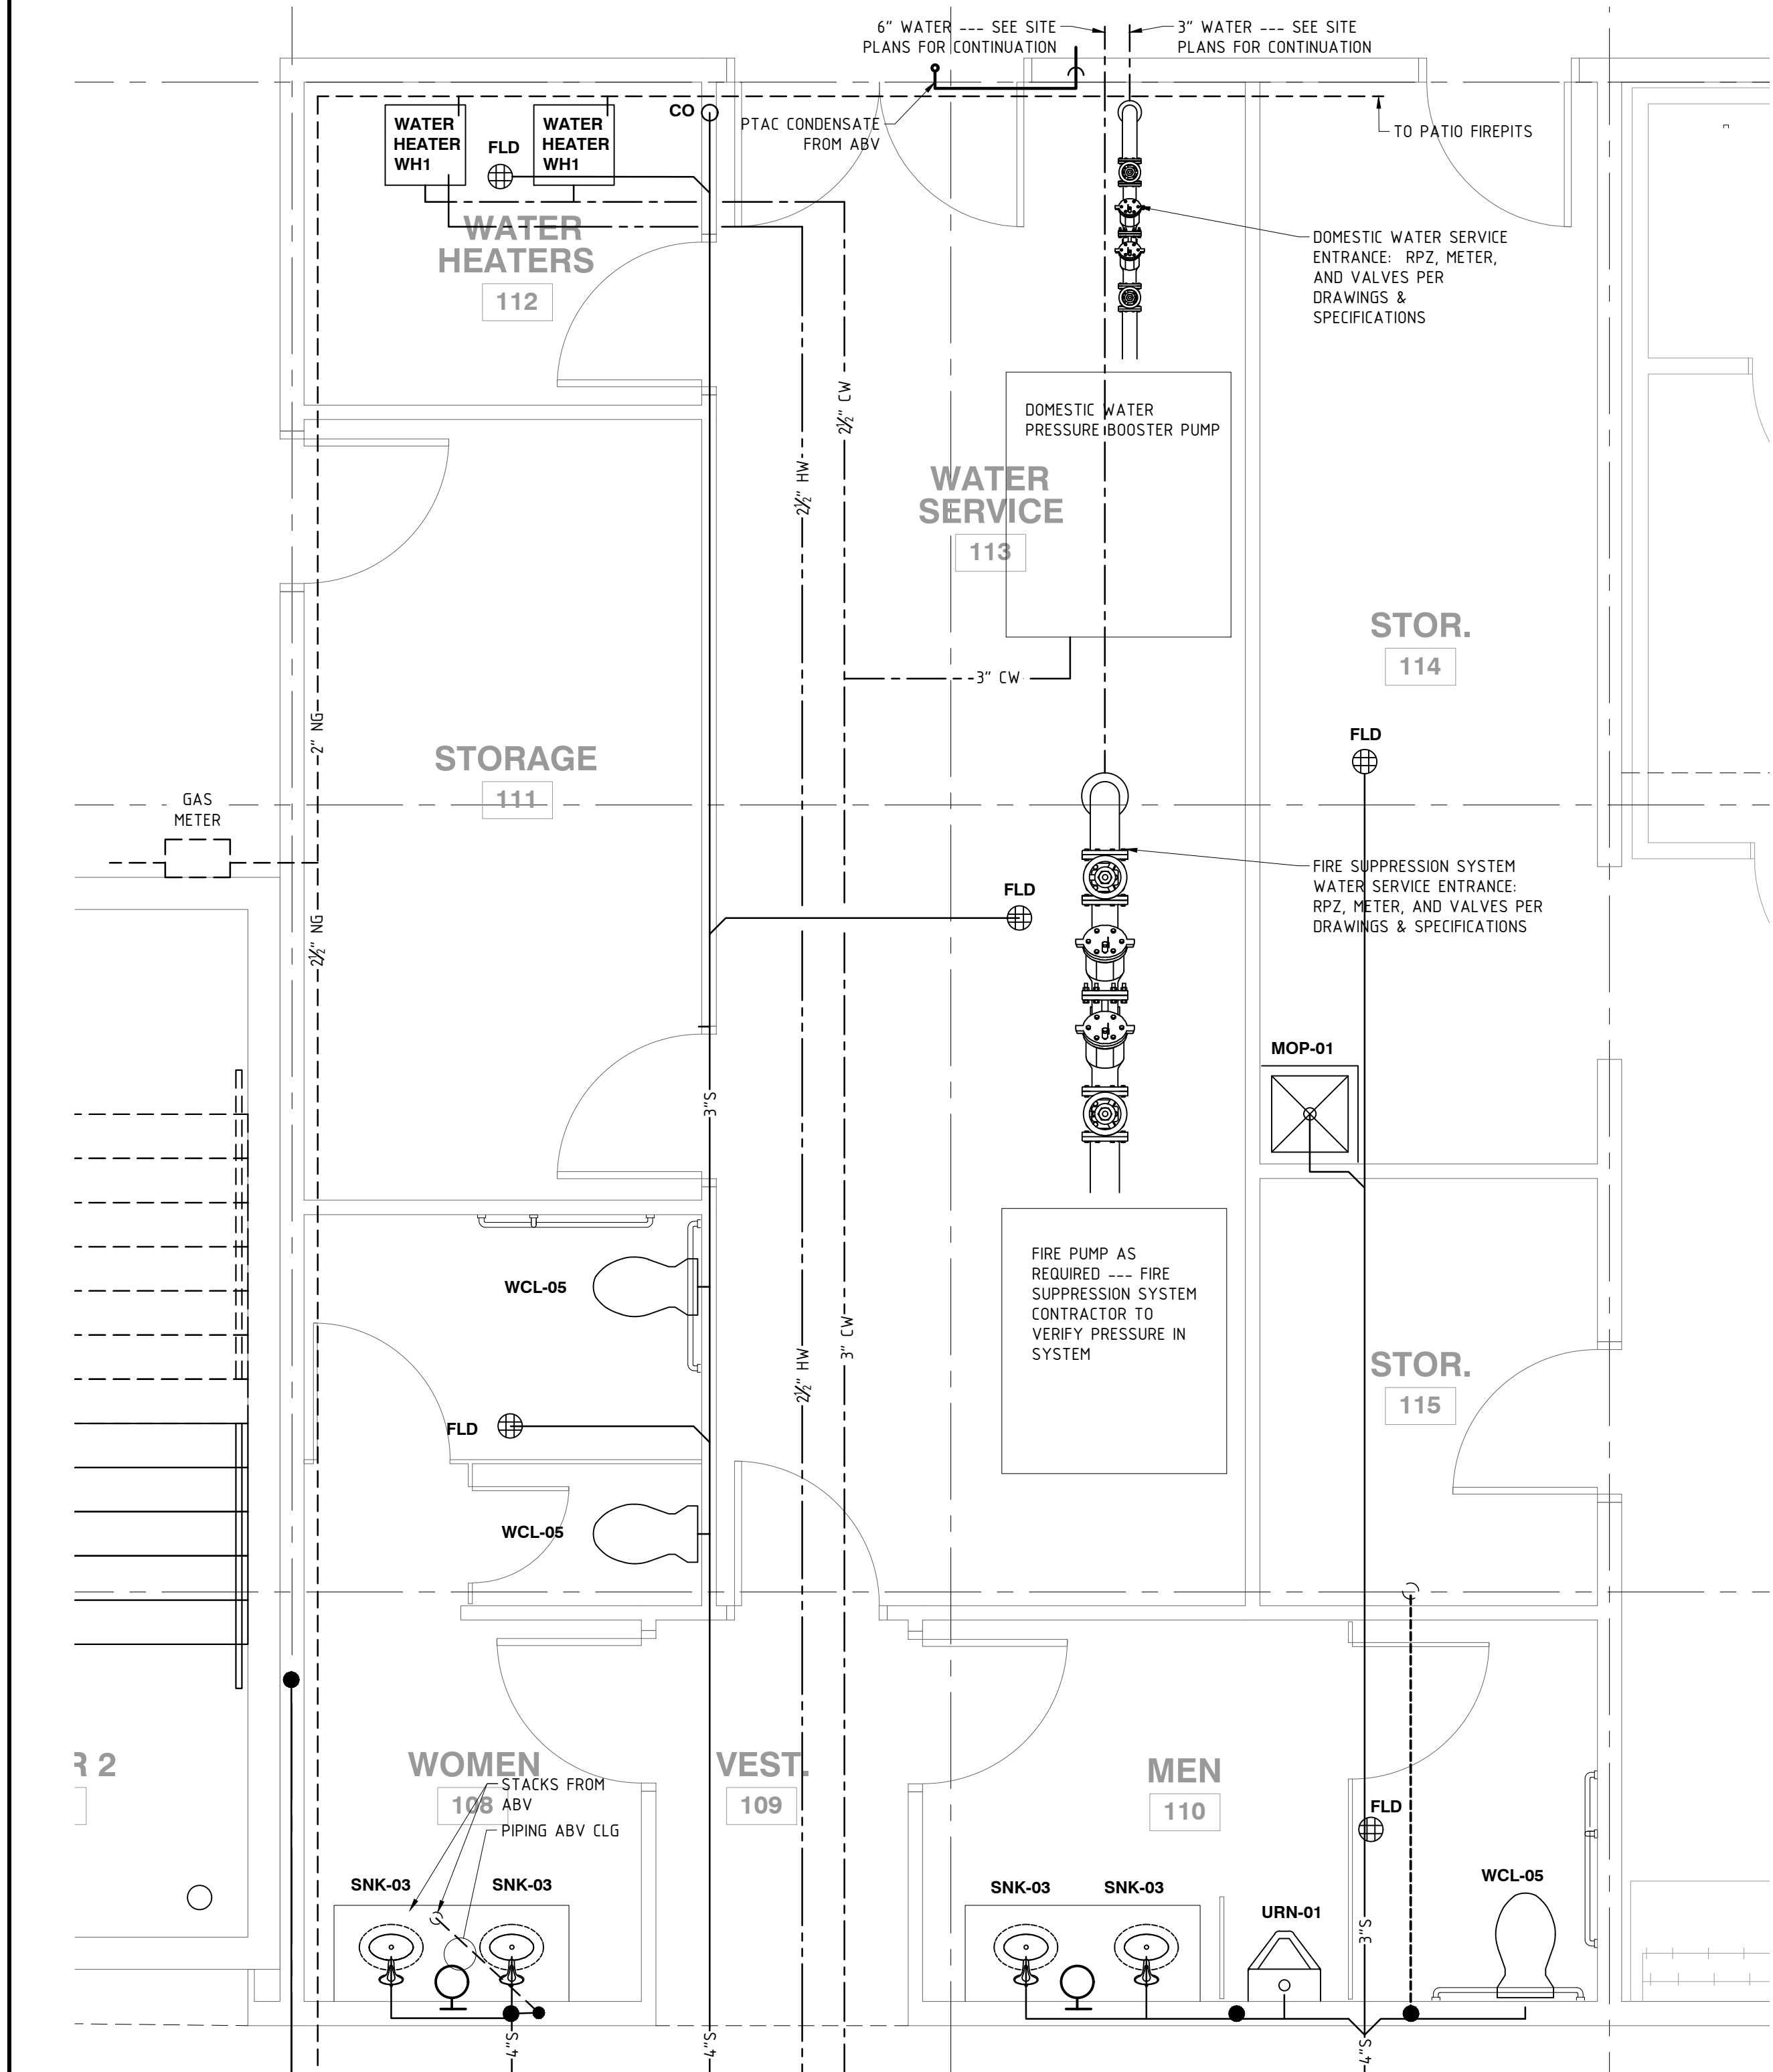 6" WATER --- SEE SITE
PLANS FOR CONTINUATION
3" WATER --- SEE SITE
PLANS FOR CONTINUATION
PTAC CONDENSATE
FROM ABV
TO PATIO FIREPITS
CO
WATER
HEATER
WH1
FLD
WATER
HEATER
WH1
WATER
HEATERS
112
DOMESTIC WATER SERVICE
ENTRANCE: RPZ, METER,
AND VALVES PER
DRAWINGS &
SPECIFICATIONS
2½" CW
2½" HW
DOMESTIC WATER
PRESSURE BOOSTER PUMP
WATER
SERVICE
113
STOR.
114
3" CW
2" NG
STORAGE
111
FLD
GAS
METER
2½" NG
FLD
FIRE SUPPRESSION SYSTEM
WATER SERVICE ENTRANCE:
RPZ, METER, AND VALVES PER
DRAWINGS & SPECIFICATIONS
MOP-01
3"S
WCL-05
FIRE PUMP AS
REQUIRED --- FIRE
SUPPRESSION SYSTEM
CONTRACTOR TO
VERIFY PRESSURE IN
SYSTEM
2½" HW
3" CW
STOR.
115
FLD
WCL-05
R 2
WOMEN
108
STACKS FROM
ABV
PIPING ABV CLG
VEST.
109
MEN
110
FLD
SNK-03
SNK-03
SNK-03
SNK-03
URN-01
WCL-05
3"S
4"S
4"S
4"S